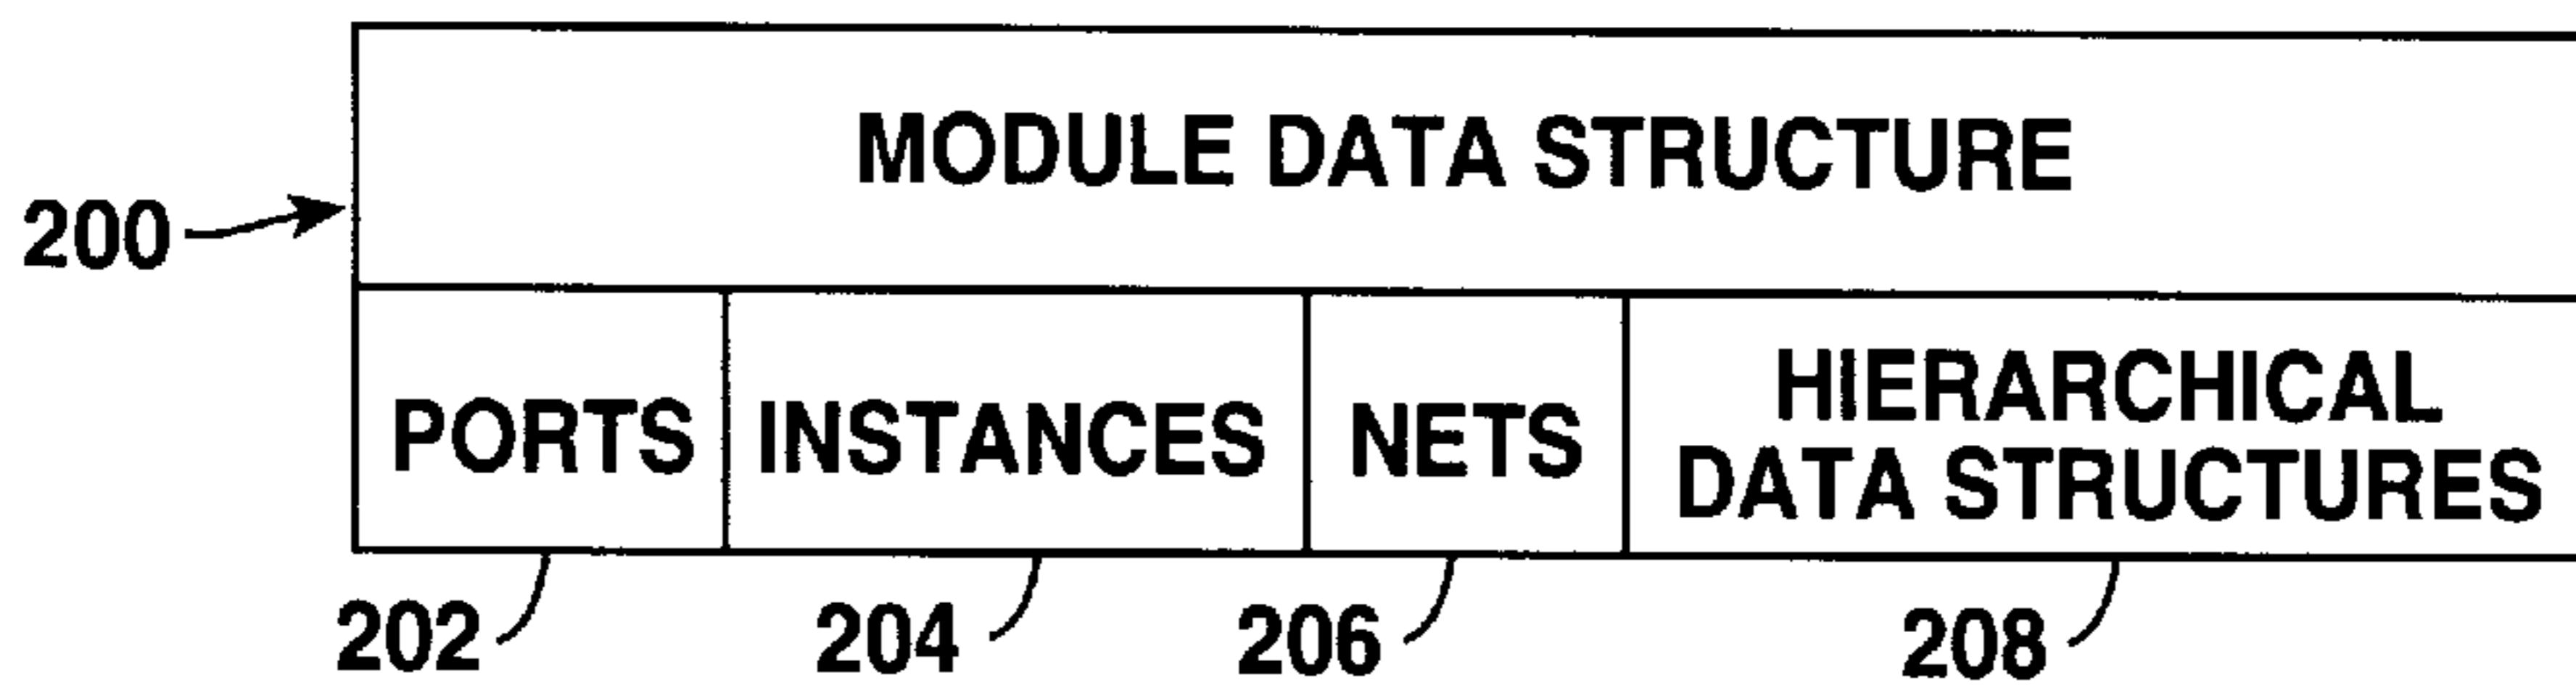 MODULE DATA STRUCTURE
200
PORTS
INSTANCES
NETS
HIERARCHICAL
DATA STRUCTURES
202
204
206
208